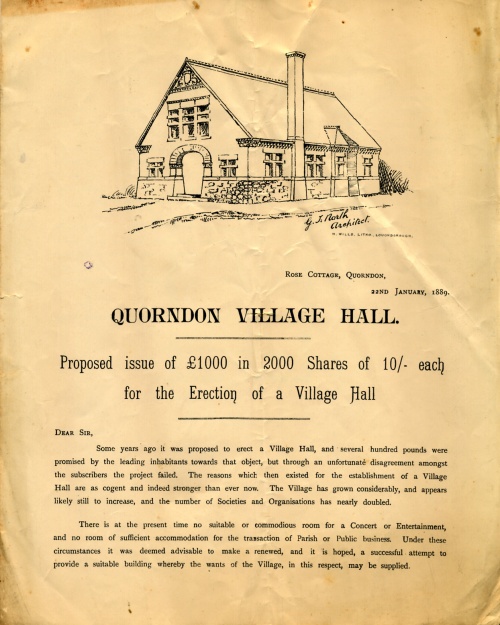 G. T. North
Architect.
H. WILLS, LITHO, LOUGHBOROUGH.
ROSE COTTAGE, QUORNDON,
22ND JANUARY, 1889.
QUORNDON VILLAGE HALL.
Proposed issue of £1000 in 2000 Shares of 10/- each
for the Erection of a Village Hall
DEAR SIR,
Some years ago it was proposed to erect a Village Hall, and several hundred pounds were
promised by the leading inhabitants towards that object, but through an unfortunate disagreement amongst
the subscribers the project failed. The reasons which then existed for the establishment of a Village
Hall are as cogent and indeed stronger than ever now. The Village has grown considerably, and appears
likely still to increase, and the number of Societies and Organisations has nearly doubled.
There is at the present time no suitable or commodious room for a Concert or Entertainment,
and no room of sufficient accommodation for the transaction of Parish or Public business. Under these
circumstances it was deemed advisable to make a renewed, and it is hoped, a successful attempt to
provide a suitable building whereby the wants of the Village, in this respect, may be supplied.